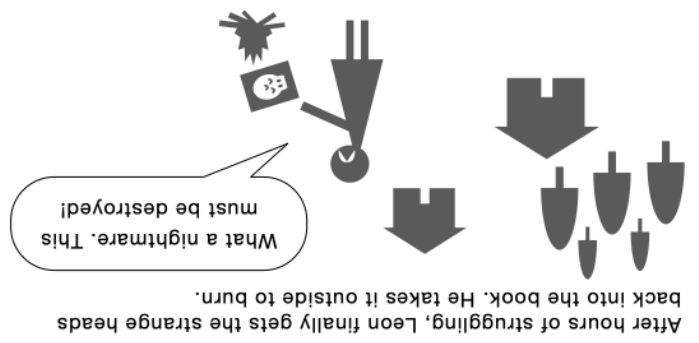 After hours of struggling, Leon finally gets the strange heads
back into the book. He takes it outside to burn.
What a nightmare. This
must be destroyed!